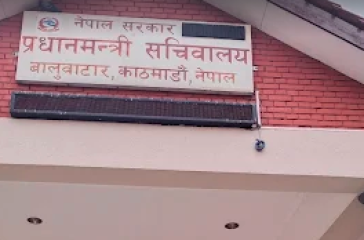 नेपाल सरकार
प्रधानमन्त्री सचिवालय
बालुवाटार, काठमाडौँ, नेपाल